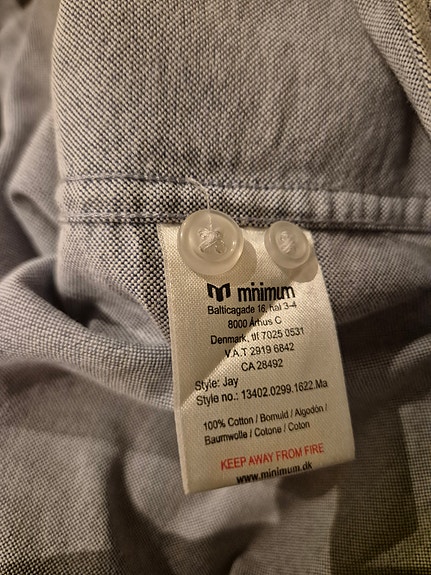 minimum
Balticagade 16, hal 3-4
8000 Århus C
Denmark, tlf 7025 0531
V.A.T 2919 6842
CA 28492
Style: Jay
Style no.: 13402.0299.1622.Ma
100% Cotton / Bomuld / Algodón /
Baumwolle / Cotone / Coton
KEEP AWAY FROM FIRE
www.minimum.dk